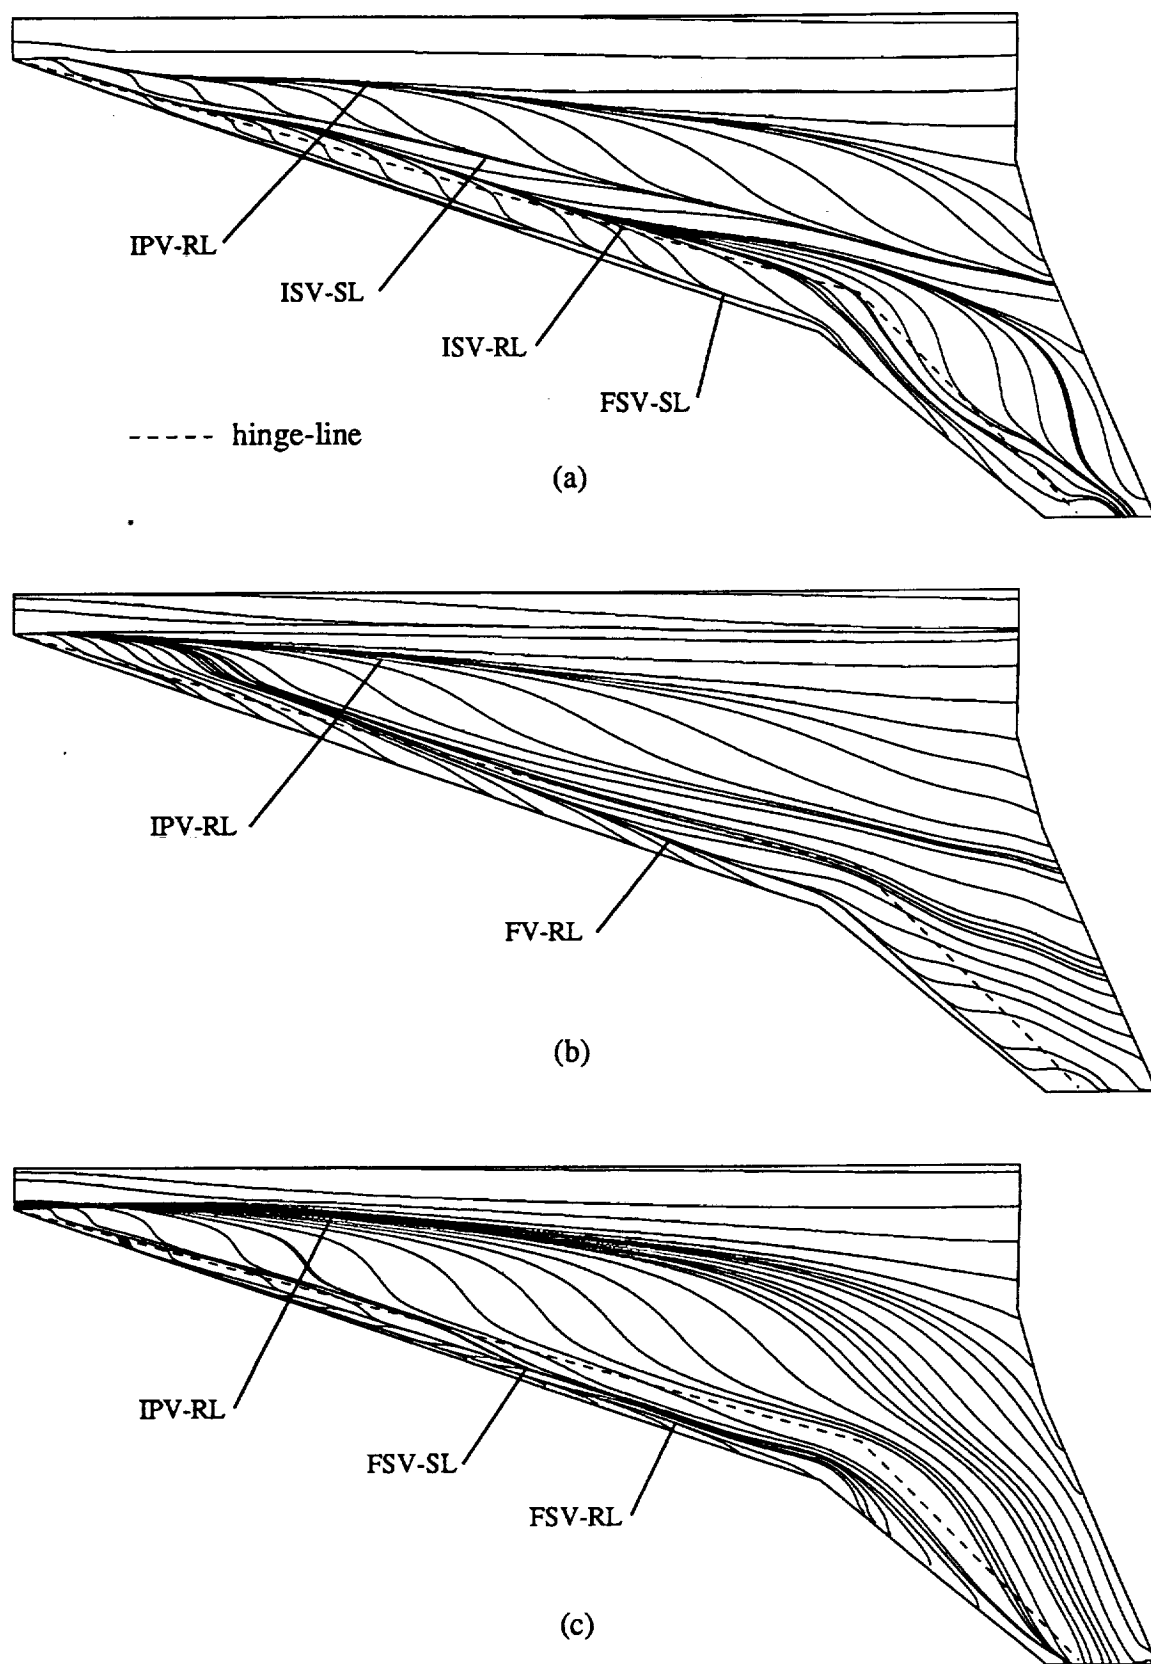 IPV-RL
ISV-SL
ISV-RL
FSV-SL
----- hinge-line
(a)
IPV-RL
FV-RL
(b)
IPV-RL
FSV-SL
FSV-RL
(c)